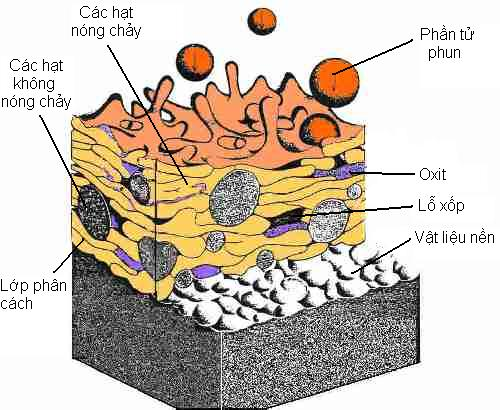 Các hạt
nóng chảy
Các hạt
không
nóng chảy
Phần tử
phun
Oxit
Lỗ xốp
Vật liệu nền
Lớp phân
cách